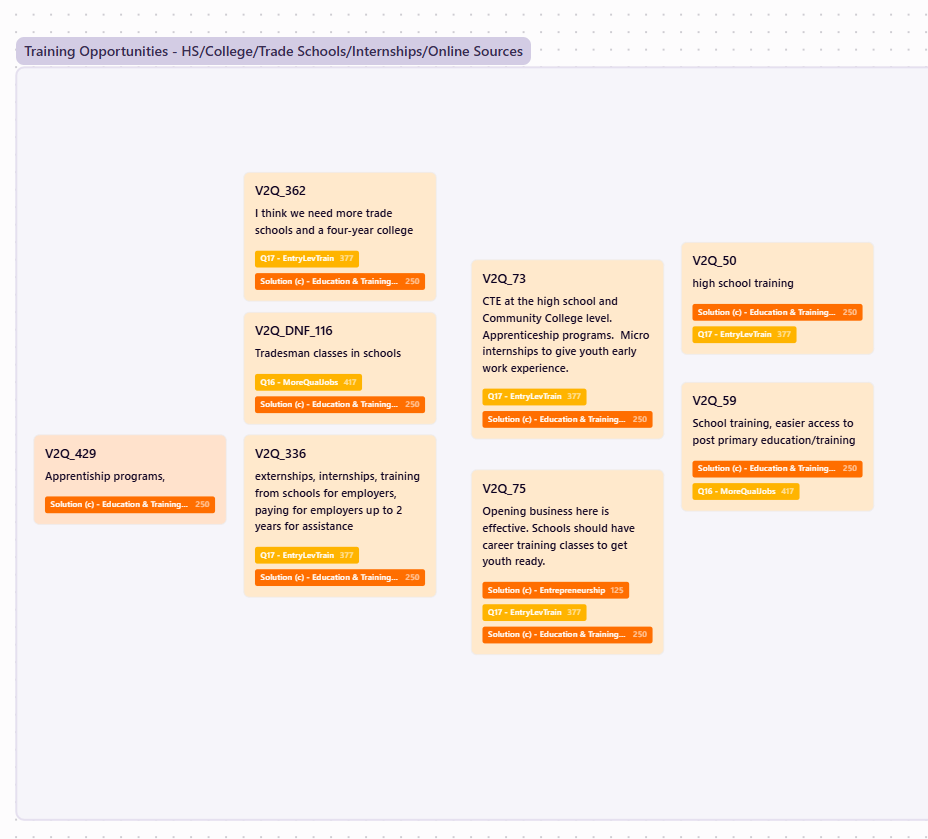 Training Opportunities - HS/College/Trade Schools/Internships/Online Sources
V2Q_429
Apprentiship programs,
Solution (c) - Education & Training... 250
V2Q_362
I think we need more trade
schools and a four-year college
Q17 - EntryLevTrain 377
Solution (c) - Education & Training... 250
V2Q_DNF_116
Tradesman classes in schools
Q16 - MoreQualJobs 417
Solution (c) - Education & Training... 250
V2Q_336
externships, internships, training
from schools for employers,
paying for employers up to 2
years for assistance
Q17 - EntryLevTrain 377
Solution (c) - Education & Training... 250
V2Q_73
CTE at the high school and
Community College level.
Apprenticeship programs.  Micro
internships to give youth early
work experience.
Q17 - EntryLevTrain 377
Solution (c) - Education & Training... 250
V2Q_75
Opening business here is
effective. Schools should have
career training classes to get
youth ready.
Solution (c) - Entrepreneurship 125
Q17 - EntryLevTrain 377
Solution (c) - Education & Training... 250
V2Q_50
high school training
Solution (c) - Education & Training... 250
Q17 - EntryLevTrain 377
V2Q_59
School training, easier access to
post primary education/training
Solution (c) - Education & Training... 250
Q16 - MoreQualJobs 417